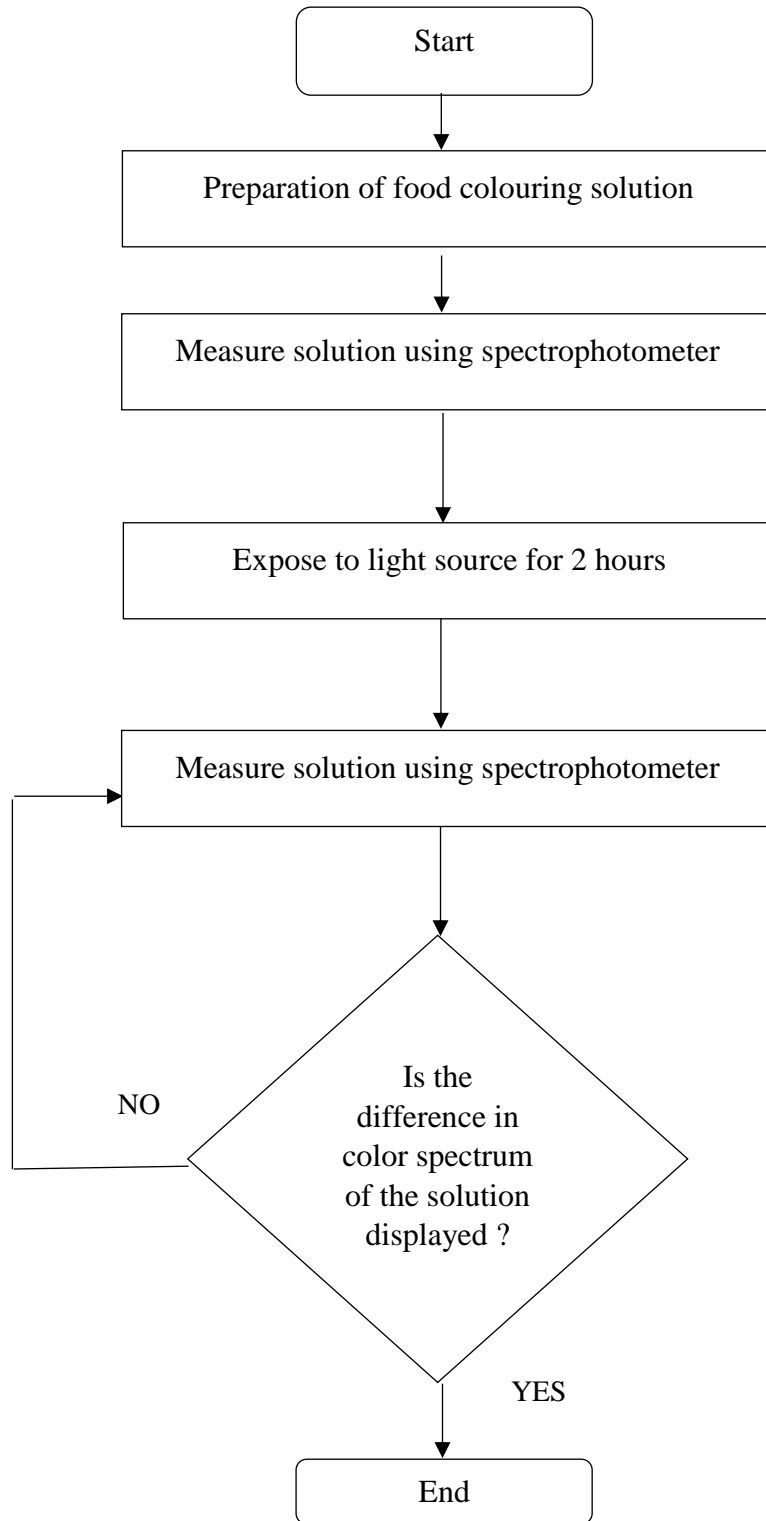 Start
Preparation of food colouring solution
Measure solution using spectrophotometer
Expose to light source for 2 hours
Measure solution using spectrophotometer
Is the
difference in
color spectrum
of the solution
displayed ?
NO
YES
End